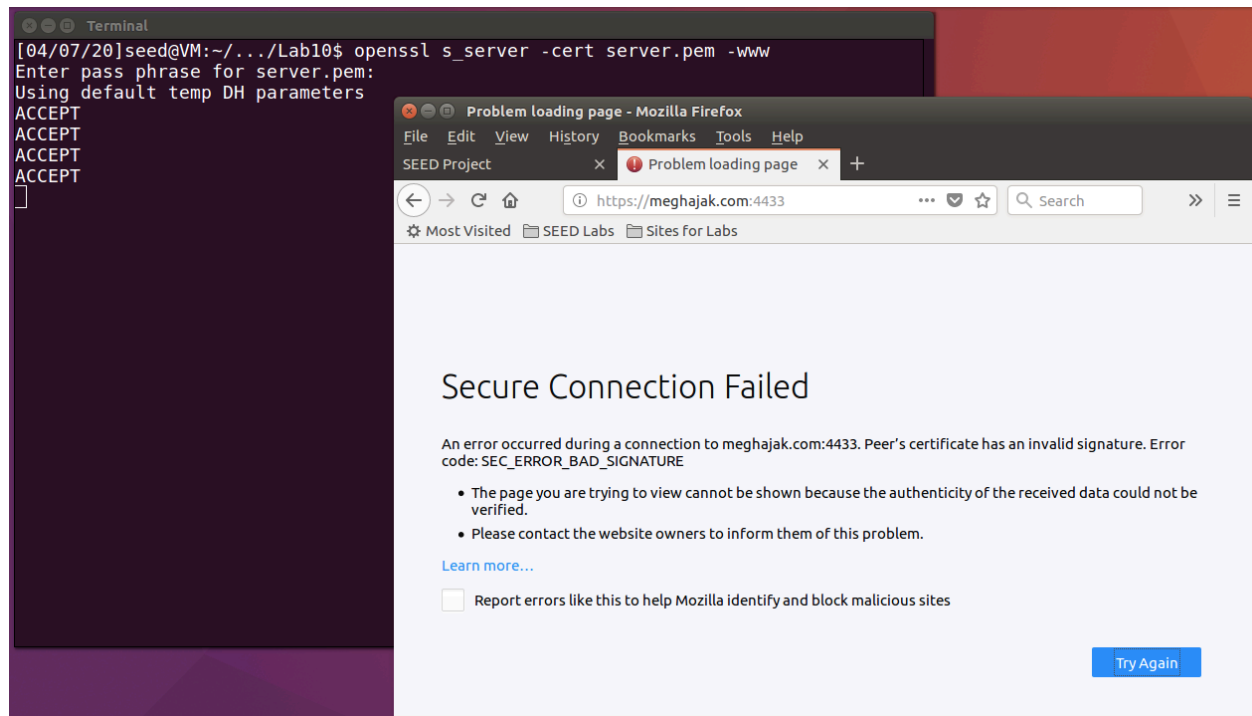 Terminal
[04/07/20]seed@VM:~/.../Lab10$ openssl s_server -cert server.pem -www
Enter pass phrase for server.pem:
Using default temp DH parameters
ACCEPT
ACCEPT
ACCEPT
ACCEPT
Problem loading page - Mozilla Firefox
File Edit View History Bookmarks Tools Help
SEED Project
Problem loading page
https://meghajak.com:4433
Search
Most Visited SEED Labs Sites for Labs
Secure Connection Failed
An error occurred during a connection to meghajak.com:4433. Peer’s certificate has an invalid signature. Error
code: SEC_ERROR_BAD_SIGNATURE
• The page you are trying to view cannot be shown because the authenticity of the received data could not be
verified.
• Please contact the website owners to inform them of this problem.
Learn more…
Report errors like this to help Mozilla identify and block malicious sites
Try Again